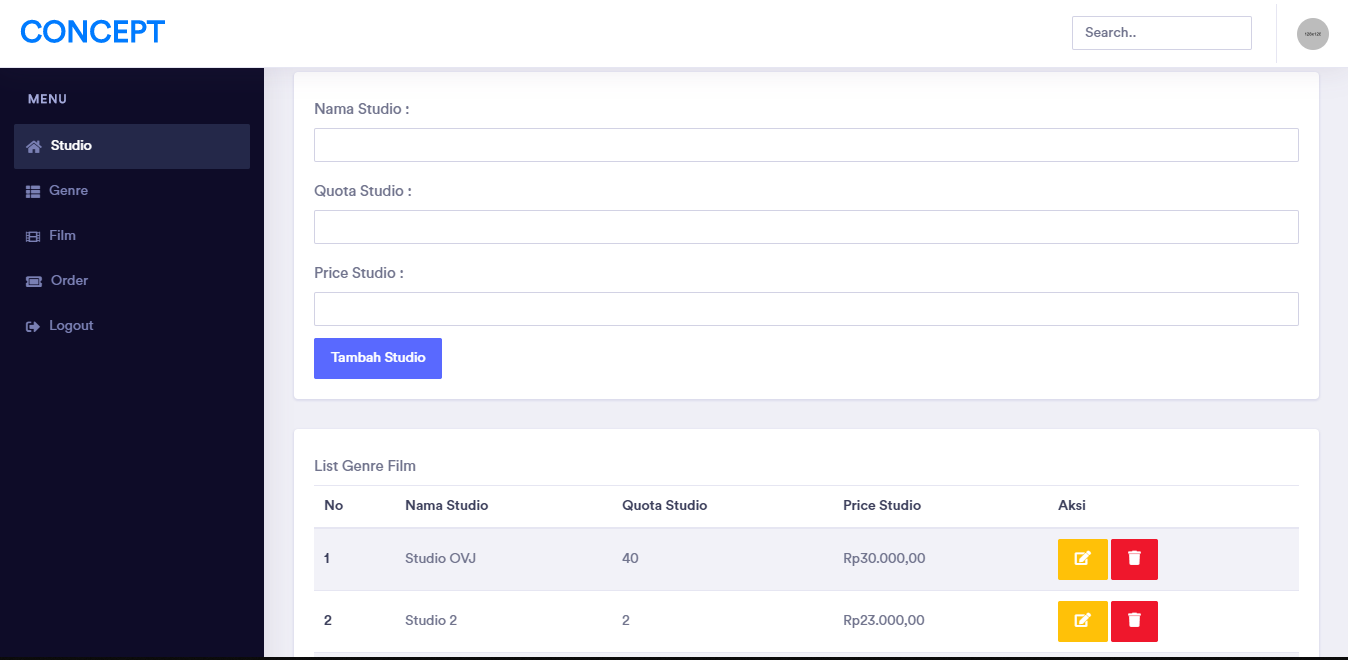 CONCEPT
Search..
MENU
Studio
Genre
Film
Order
Logout
Nama Studio :
Quota Studio :
Price Studio :
Tambah Studio
List Genre Film
No Nama Studio Quota Studio Price Studio Aksi
1 Studio OVJ 40 Rp30.000,00
2 Studio 2 2 Rp23.000,00